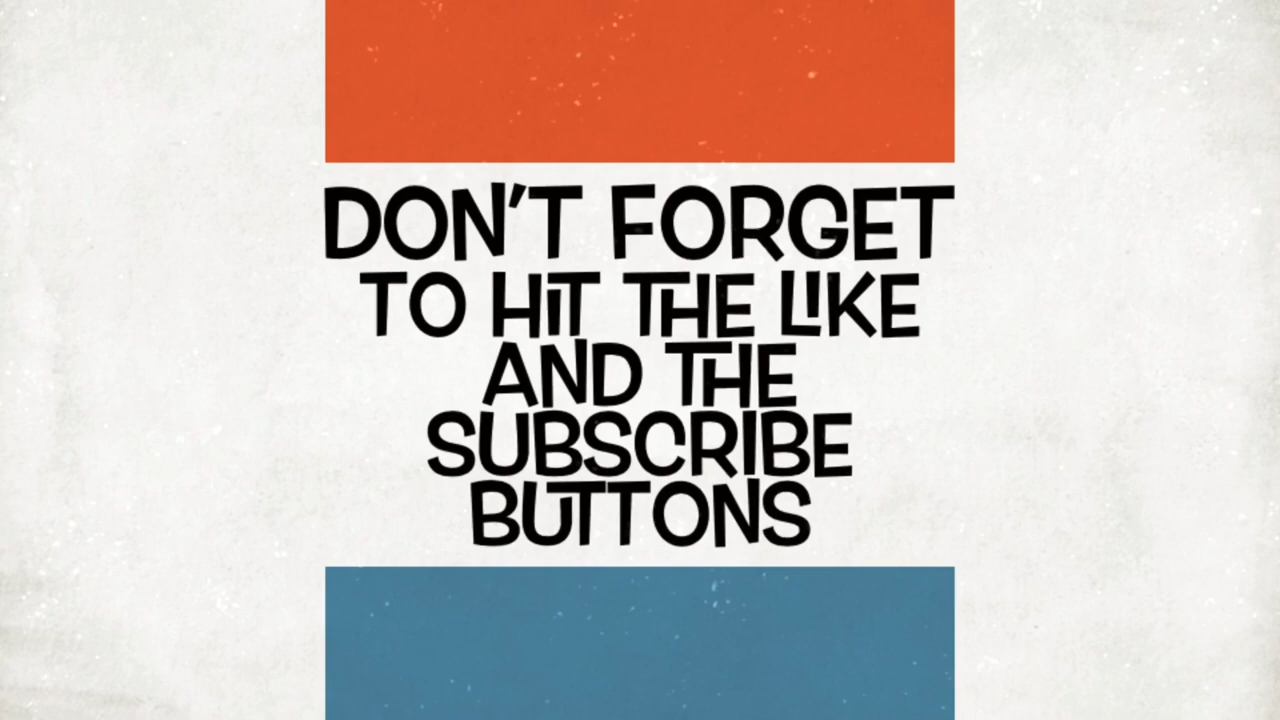 DON'T FORGET
TO HiT THE LIKE
AND THE
SUBSCRIBE
BUTTONS